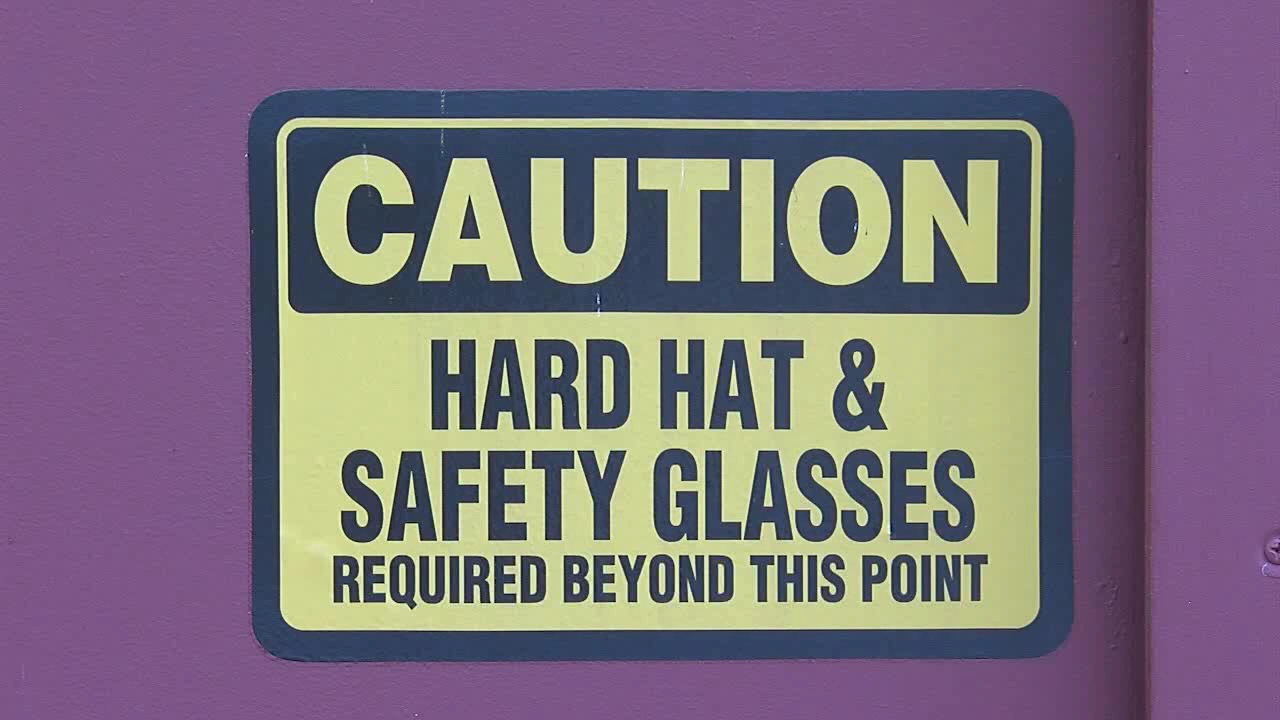 CAUTION
HARD HAT &
SAFETY GLASSES
REQUIRED BEYOND THIS POINT